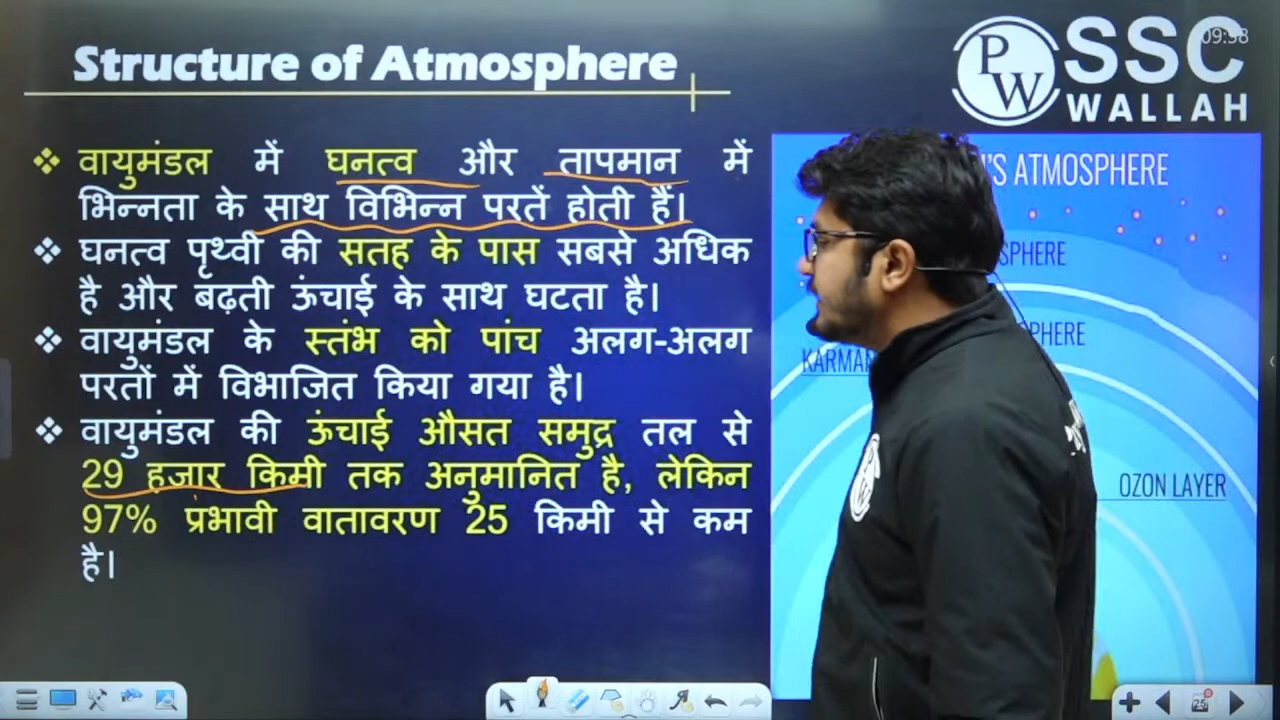 Structure of Atmosphere
PW
SSC
WALLAH
09:38
वायुमंडल में घनत्व और तापमान में
भिन्नता के साथ विभिन्न परतें होती हैं।
घनत्व पृथ्वी की सतह के पास सबसे अधिक
है और बढ़ती ऊंचाई के साथ घटता है।
वायुमंडल के स्तंभ को पांच अलग-अलग
परतों में विभाजित किया गया है।
वायुमंडल की ऊंचाई औसत समुद्र तल से
29 हजार किमी तक अनुमानित है, लेकिन
97% प्रंभावी वातावरण 25 किमी से कम
है।
'S ATMOSPHERE
SPHERE
PHERE
KARMAN
OZON LAYER
25